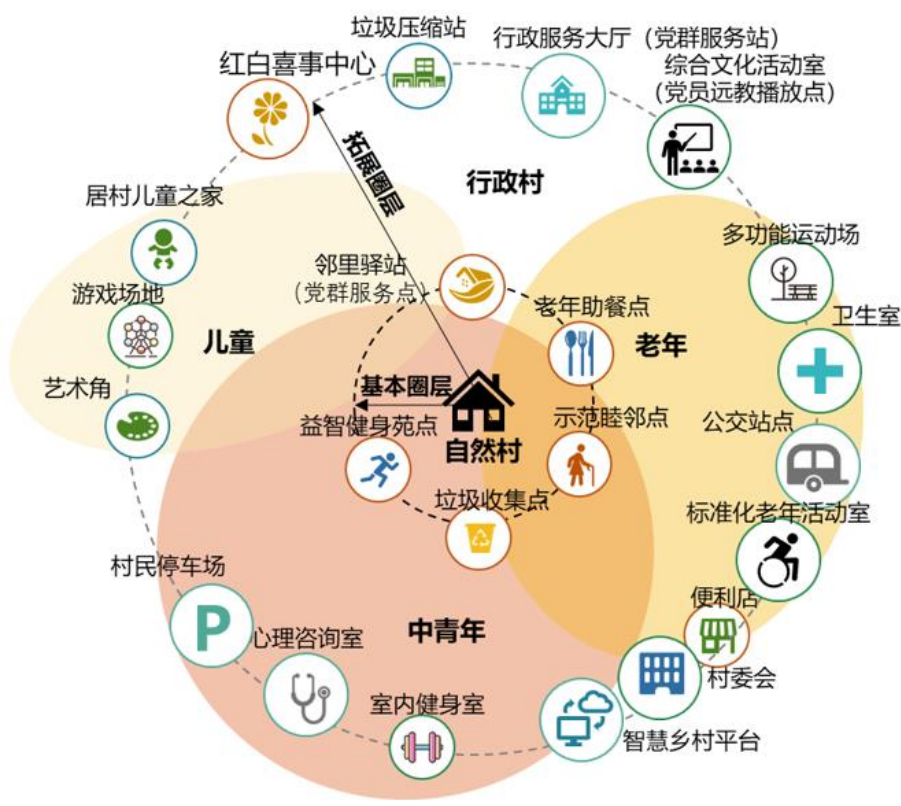 垃圾压缩站
行政服务大厅（党群服务站）
红白喜事中心
综合文化活动室
（党员远教播放点）
拓展圈层
行政村
居村儿童之家
多功能运动场
邻里驿站
（党群服务点）
游戏场地
老年助餐点
卫生室
儿童
老年
艺术角
基本圈层
益智健身苑点
示范睦邻点
公交站点
自然村
垃圾收集点
标准化老年活动室
村民停车场
P
便利店
中青年
心理咨询室
村委会
室内健身室
智慧乡村平台